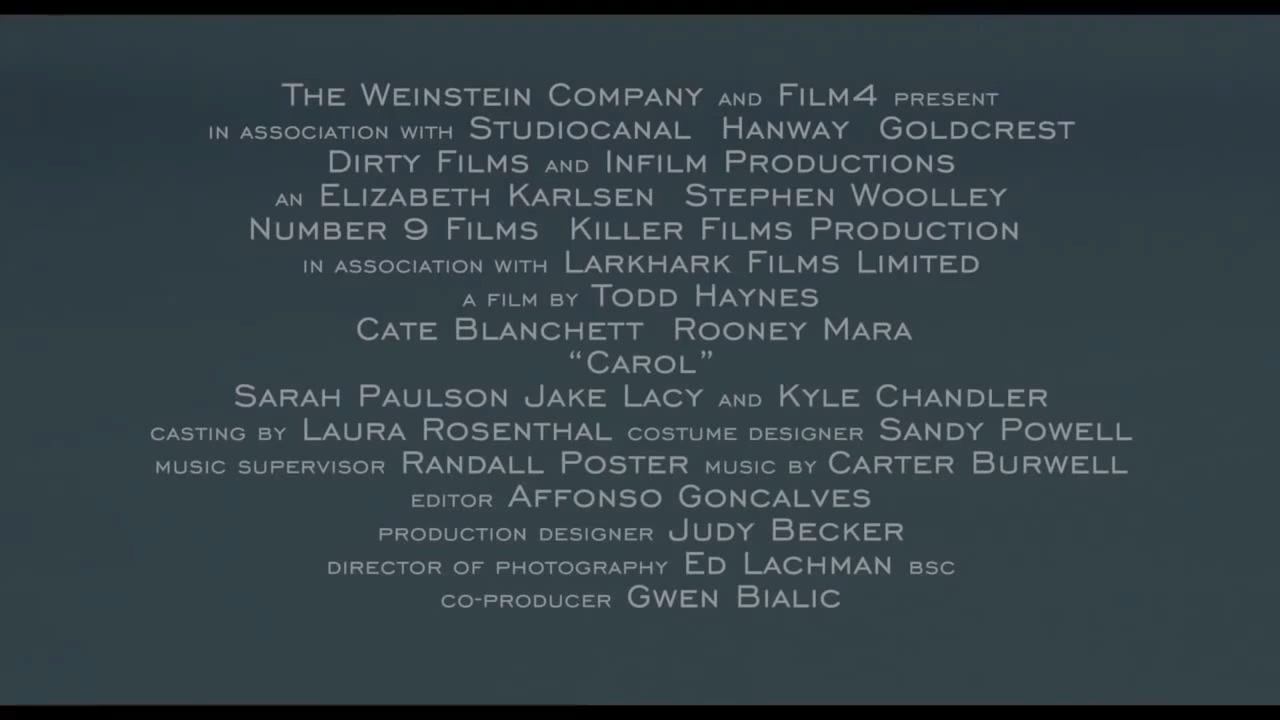 The Weinstein Company and Film4 present
in association with Studiocanal Hanway Goldcrest
Dirty Films and Infilm Productions
an Elizabeth Karlsen Stephen Woolley
Number 9 Films Killer Films Production
in association with Larkhark Films Limited
a film by Todd Haynes
Cate Blanchett Rooney Mara
“Carol”
Sarah Paulson Jake Lacy and Kyle Chandler
casting by Laura Rosenthal costume designer Sandy Powell
music supervisor Randall Poster music by Carter Burwell
editor Affonso Goncalves
production designer Judy Becker
director of photography Ed Lachman BSC
co-producer Gwen Bialic